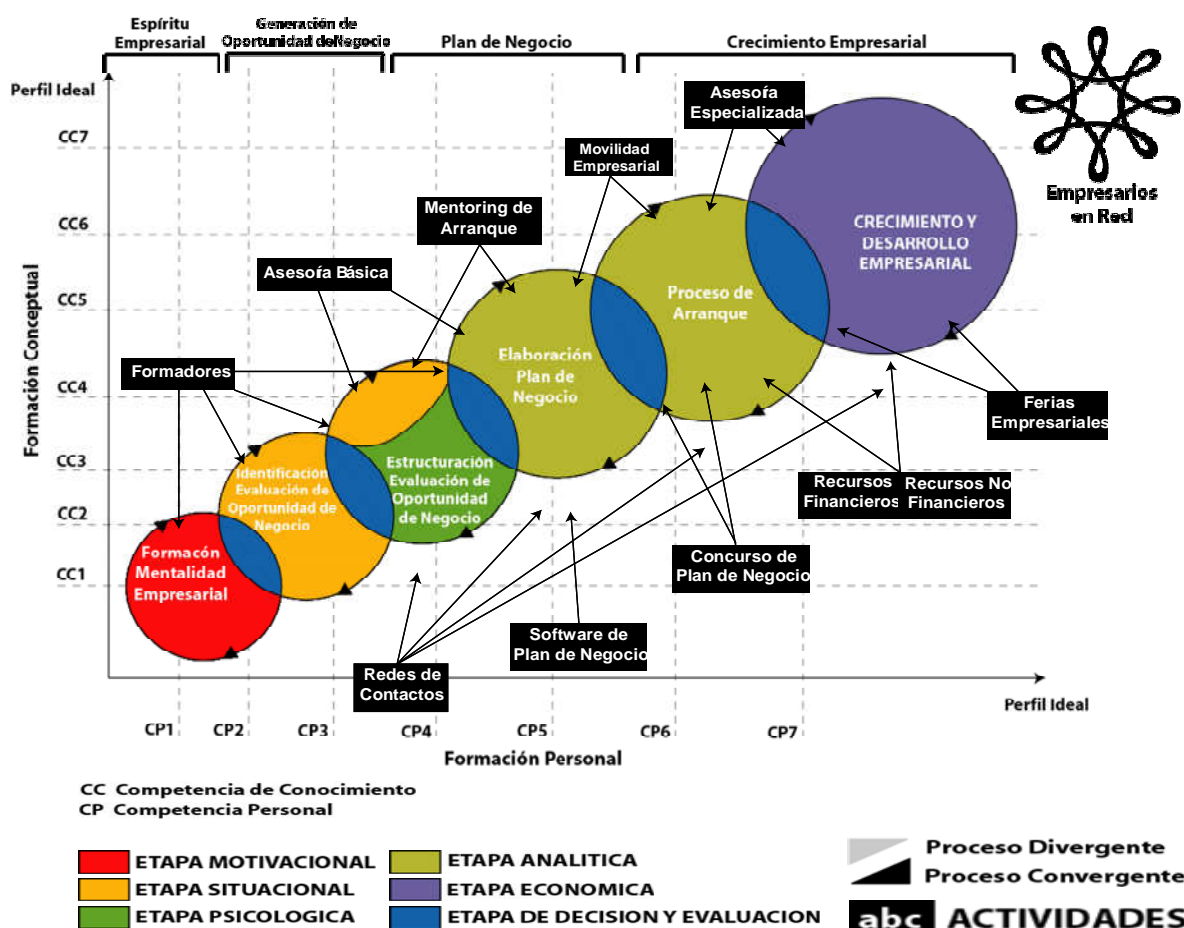 Espíritu
Empresarial
Generación de
Oportunidad deNegocio
Plan de Negocio
Crecimiento Empresarial
Perfil Ideal
CC7
CC6
CC5
CC4
CC3
CC2
CC1
Formación Conceptual
Asesoía
Especializada
Movilidad
Empresarial
Mentoring de
Arranque
Asesoía Básica
Formadores
Empresarios
en Red
CRECIMIENTO Y
DESARROLLO
EMPRESARIAL
Proceso de
Arranque
Elaboración
Plan de
Negocio
Estructuración
Evaluación de
Oportunidad
de Negocio
Identificación
Evaluación de
Oportunidad de
Negocio
Formacón
Mentalidad
Empresarial
Ferias
Empresariales
Recursos
Financieros
Recursos No
Financieros
Concurso de
Plan de Negocio
Software de
Plan de Negocio
Redes de
Contactos
Perfil Ideal
CP1
CP2
CP3
CP4
CP5
CP6
CP7
Formación Personal
CC Competencia de Conocimiento
CP Competencia Personal
ETAPA MOTIVACIONAL
ETAPA SITUACIONAL
ETAPA PSICOLOGICA
ETAPA ANALITICA
ETAPA ECONOMICA
ETAPA DE DECISION Y EVALUACION
Proceso Divergente
Proceso Convergente
abc ACTIVIDADES